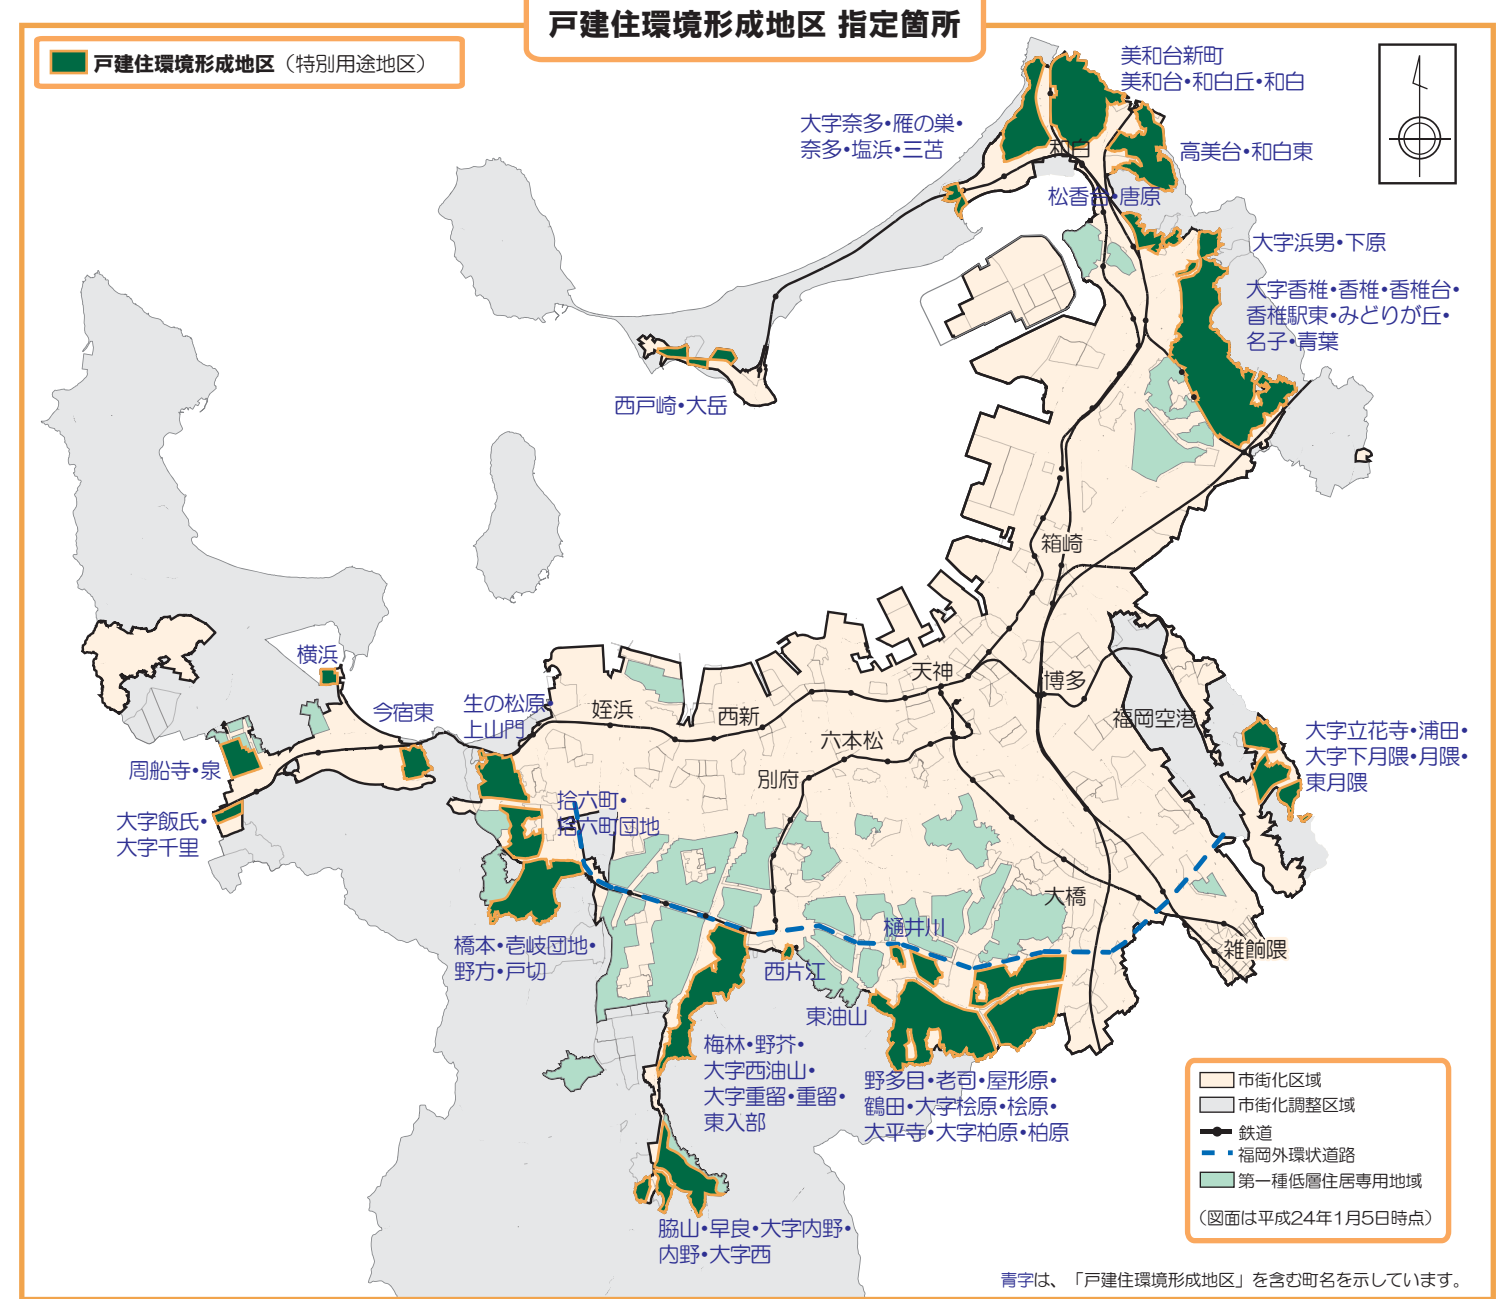 戸建住環境形成地区 指定箇所
戸建住環境形成地区（特別用途地区）
美和台新町
美和台・和白丘・和白
大字奈多・雁の巣・
奈多・塩浜・三苫
和白
高美台・和白東
松香台・唐原
大字浜男・下原
大字香椎・香椎・香椎台・
香椎駅東・みどりが丘・
名子・青葉
西戸崎・大岳
箱崎
横浜
今宿東
生の松原・
上山門
姪浜
西新
天神
博多
福岡空港
六本松
別府
周船寺・泉
大字飯氏・
大字千里
拾六町・
拾六町団地
大字立花寺・浦田・
大字下月隈・月隈・
東月隈
大橋
樋井川
雑餉隈
橋本・壱岐団地・
野方・戸切
西片江
東油山
梅林・野芥・
大字西油山・
大字重留・重留・
東入部
野多目・老司・屋形原・
鶴田・大字桧原・桧原・
大平寺・大字柏原・柏原
脇山・早良・大字内野・
内野・大字西
市街化区域
市街化調整区域
鉄道
福岡外環状道路
第一種低層住居専用地域
（図面は平成24年1月5日時点）
青字は、「戸建住環境形成地区」を含む町名を示しています。